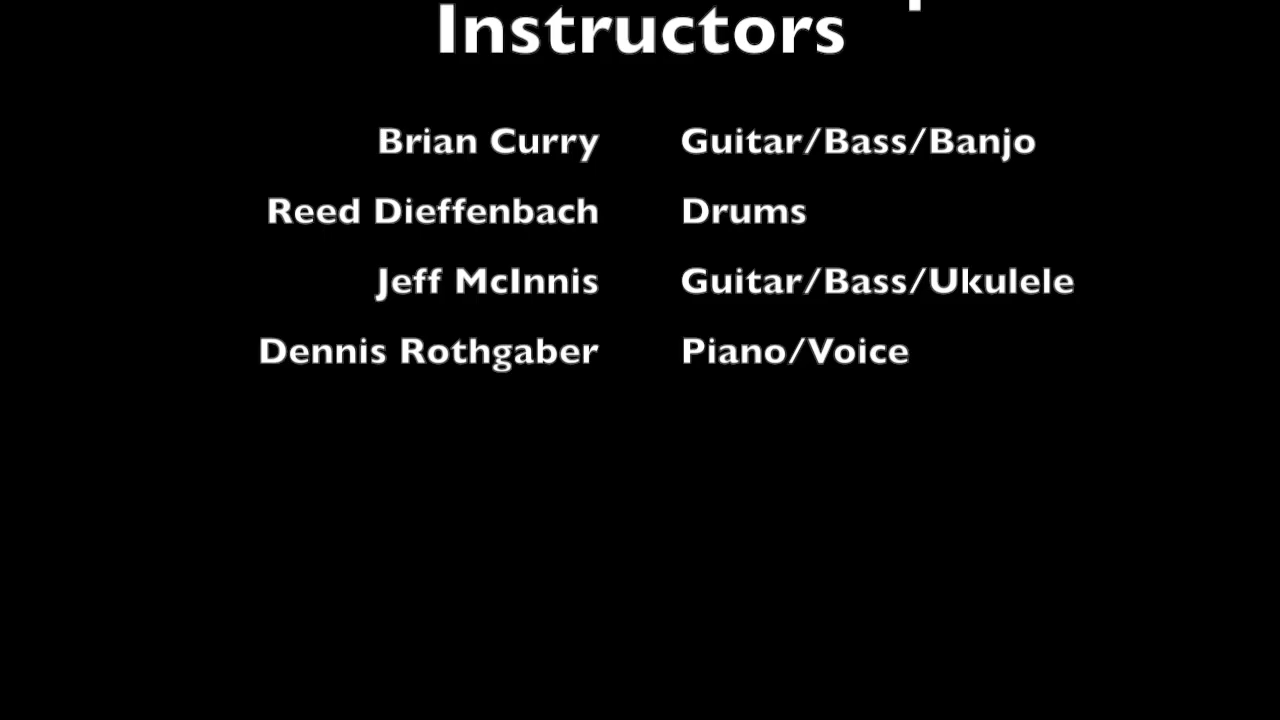 Instructors
Brian Curry Guitar/Bass/Banjo
Reed Dieffenbach Drums
Jeff McInnis Guitar/Bass/Ukulele
Dennis Rothgaber Piano/Voice